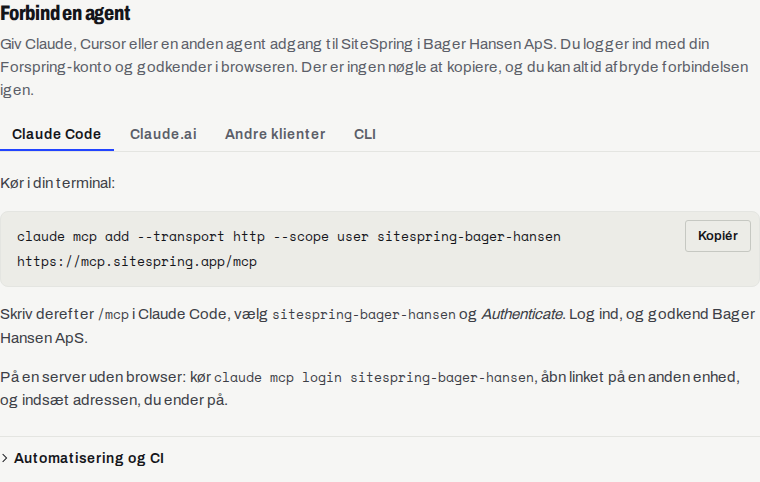 Forbind en agent
Giv Claude, Cursor eller en anden agent adgang til SiteSpring i Bager Hansen ApS. Du logger ind med din
Forspring-konto og godkender i browseren. Der er ingen nøgle at kopiere, og du kan altid afbryde forbindelsen
igen.
Claude Code Claude.ai Andre klienter CLI
Kør i din terminal:
claude mcp add --transport http --scope user sitespring-bager-hansen
https://mcp.sitespring.app/mcp
Kopiér
Skriv derefter /mcp i Claude Code, vælg sitespring-bager-hansen og Authenticate. Log ind, og godkend Bager
Hansen ApS.
På en server uden browser: kør claude mcp login sitespring-bager-hansen, åbn linket på en anden enhed,
og indsæt adressen, du ender på.
Automatisering og CI